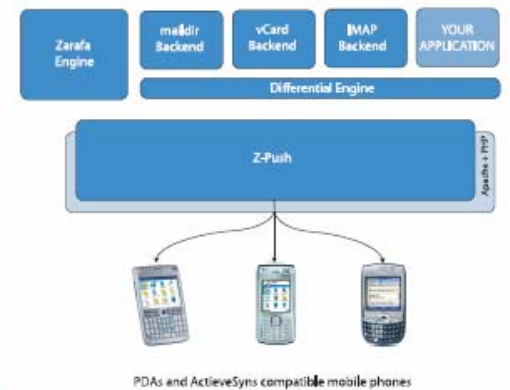 Zarafa
Engine
maildir
Backend
vCard
Backend
IMAP
Backend
YOUR
APPLICATION
Differential Engine
Z-Push
Apache + PHP
PDAs and ActieveSyns compatible mobile phones